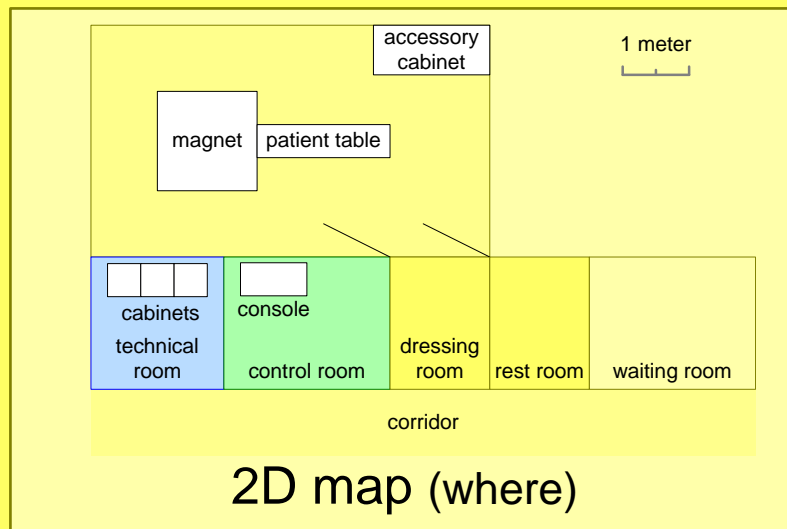 accessory
cabinet
1 meter
magnet
patient table
cabinets
console
technical
room
control room
dressing
room
rest room
waiting room
corridor
2D map (where)